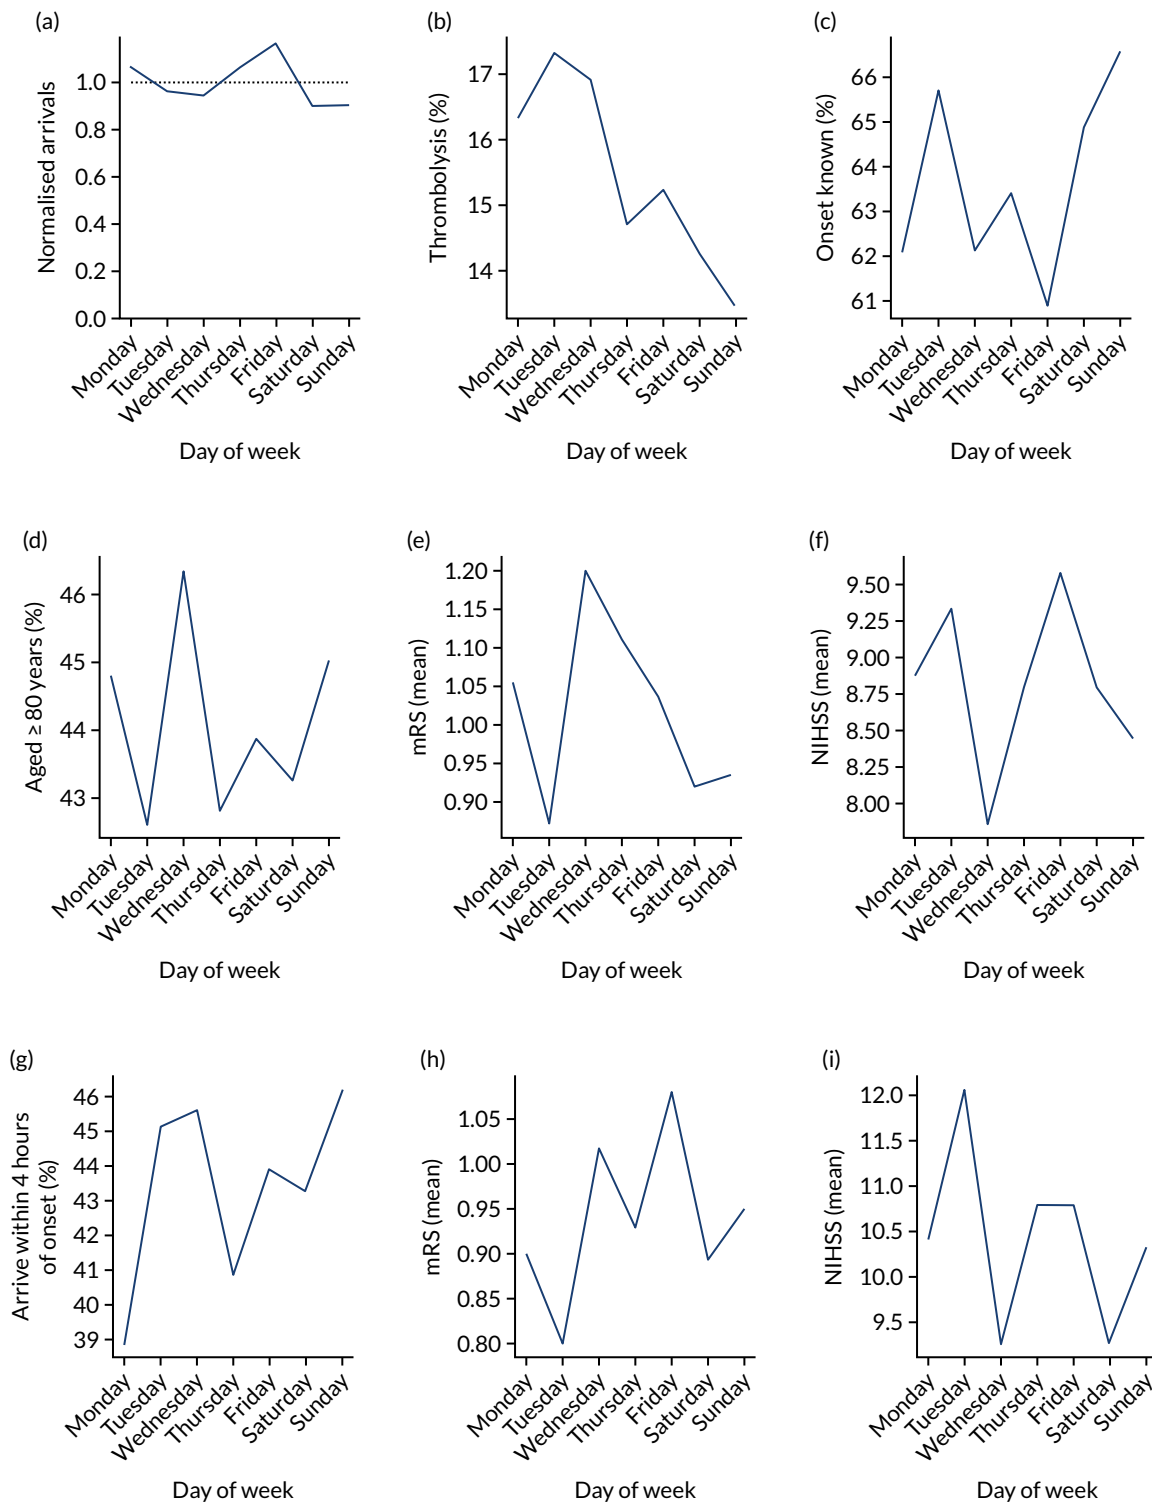 (a)
Normalised arrivals
1.0
0.8
0.6
0.4
0.2
0.0
Monday
Tuesday
Wednesday
Thursday
Friday
Saturday
Sunday
Day of week
(b)
Thrombolysis (%)
17
16
15
14
Monday
Tuesday
Wednesday
Thursday
Friday
Saturday
Sunday
Day of week
(c)
Onset known (%)
66
65
64
63
62
61
Monday
Tuesday
Wednesday
Thursday
Friday
Saturday
Sunday
Day of week
(d)
Aged ≥ 80 years (%)
46
45
44
43
Monday
Tuesday
Wednesday
Thursday
Friday
Saturday
Sunday
Day of week
(e)
mRS (mean)
1.20
1.15
1.10
1.05
1.00
0.95
0.90
Monday
Tuesday
Wednesday
Thursday
Friday
Saturday
Sunday
Day of week
(f)
NIHSS (mean)
9.50
9.25
9.00
8.75
8.50
8.25
8.00
Monday
Tuesday
Wednesday
Thursday
Friday
Saturday
Sunday
Day of week
(g)
Arrive within 4 hours
of onset (%)
46
45
44
43
42
41
40
39
Monday
Tuesday
Wednesday
Thursday
Friday
Saturday
Sunday
Day of week
(h)
mRS (mean)
1.05
1.00
0.95
0.90
0.85
0.80
Monday
Tuesday
Wednesday
Thursday
Friday
Saturday
Sunday
Day of week
(i)
NIHSS (mean)
12.0
11.5
11.0
10.5
10.0
9.5
Monday
Tuesday
Wednesday
Thursday
Friday
Saturday
Sunday
Day of week